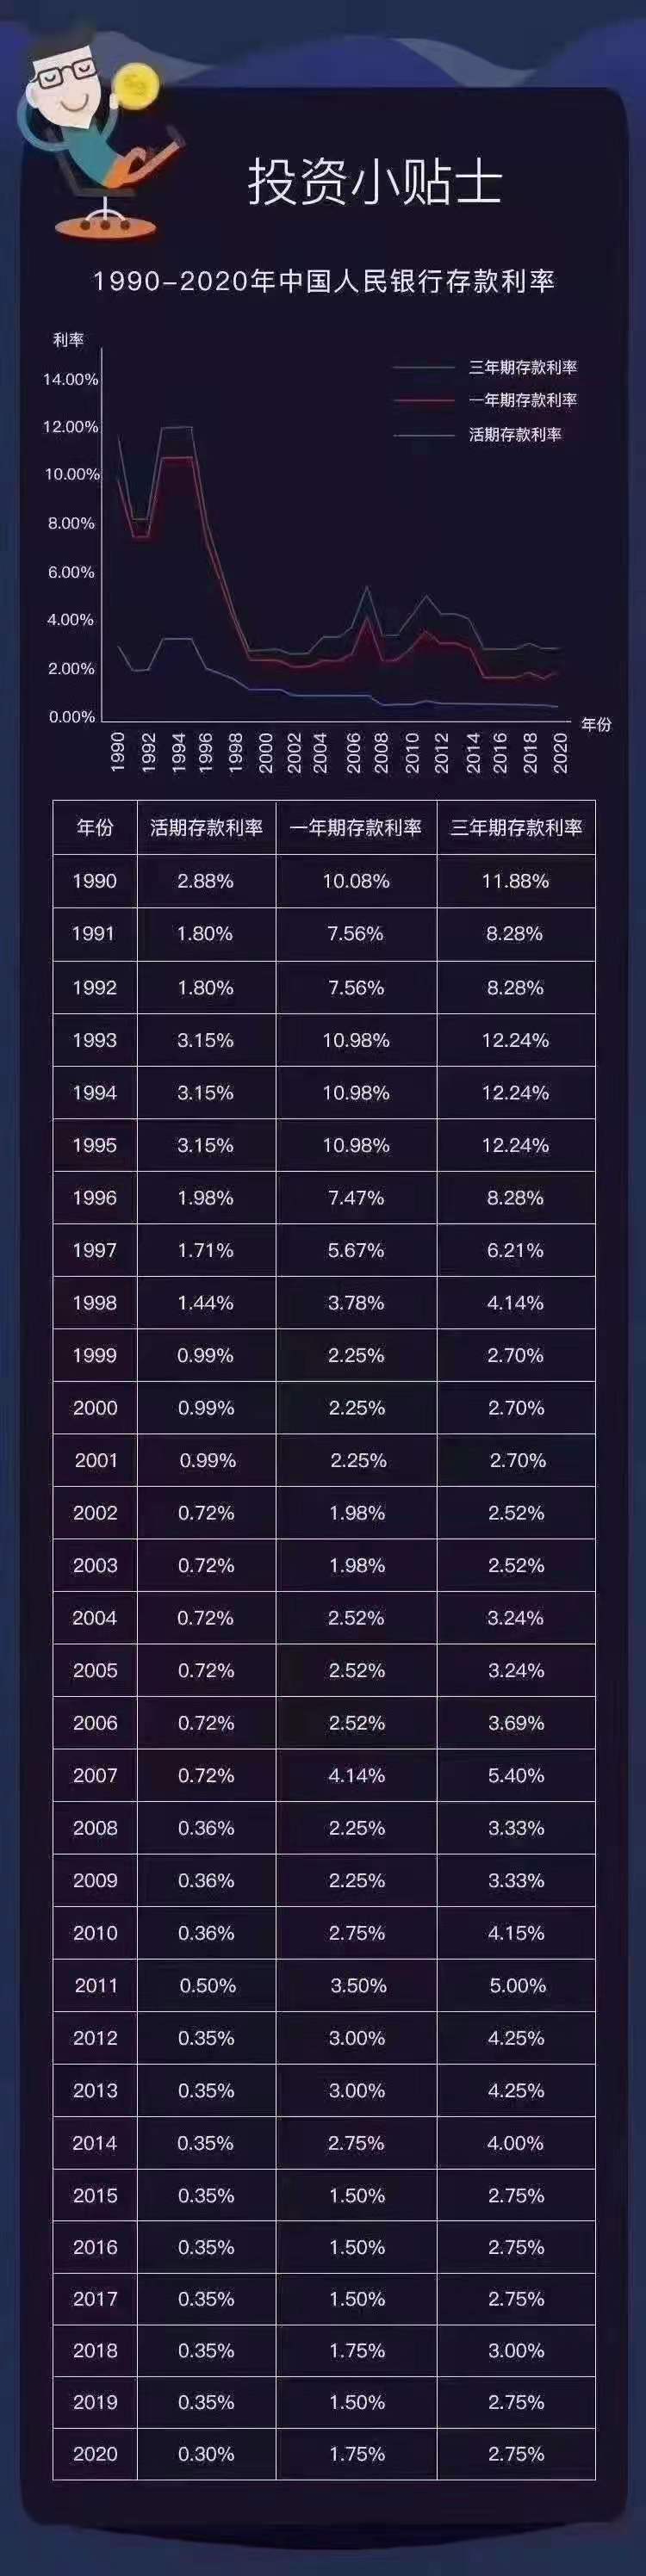 投资小贴士
1990-2020年中国人民银行存款利率
利率
三年期存款利率
一年期存款利率
活期存款利率
14.00%
12.00%
10.00%
8.00%
6.00%
4.00%
2.00%
0.00%
年份
1990 1992 1994 1996 1998 2000 2002 2004 2006 2008 2010 2012 2014 2016 2018 2020
年份 活期存款利率 一年期存款利率 三年期存款利率
1990 2.88% 10.08% 11.88%
1991 1.80% 7.56% 8.28%
1992 1.80% 7.56% 8.28%
1993 3.15% 10.98% 12.24%
1994 3.15% 10.98% 12.24%
1995 3.15% 10.98% 12.24%
1996 1.98% 7.47% 8.28%
1997 1.71% 5.67% 6.21%
1998 1.44% 3.78% 4.14%
1999 0.99% 2.25% 2.70%
2000 0.99% 2.25% 2.70%
2001 0.99% 2.25% 2.70%
2002 0.72% 1.98% 2.52%
2003 0.72% 1.98% 2.52%
2004 0.72% 2.52% 3.24%
2005 0.72% 2.52% 3.24%
2006 0.72% 2.52% 3.69%
2007 0.72% 4.14% 5.40%
2008 0.36% 2.25% 3.33%
2009 0.36% 2.25% 3.33%
2010 0.36% 2.75% 4.15%
2011 0.50% 3.50% 5.00%
2012 0.35% 3.00% 4.25%
2013 0.35% 3.00% 4.25%
2014 0.35% 2.75% 4.00%
2015 0.35% 1.50% 2.75%
2016 0.35% 1.50% 2.75%
2017 0.35% 1.50% 2.75%
2018 0.35% 1.75% 3.00%
2019 0.35% 1.50% 2.75%
2020 0.30% 1.75% 2.75%